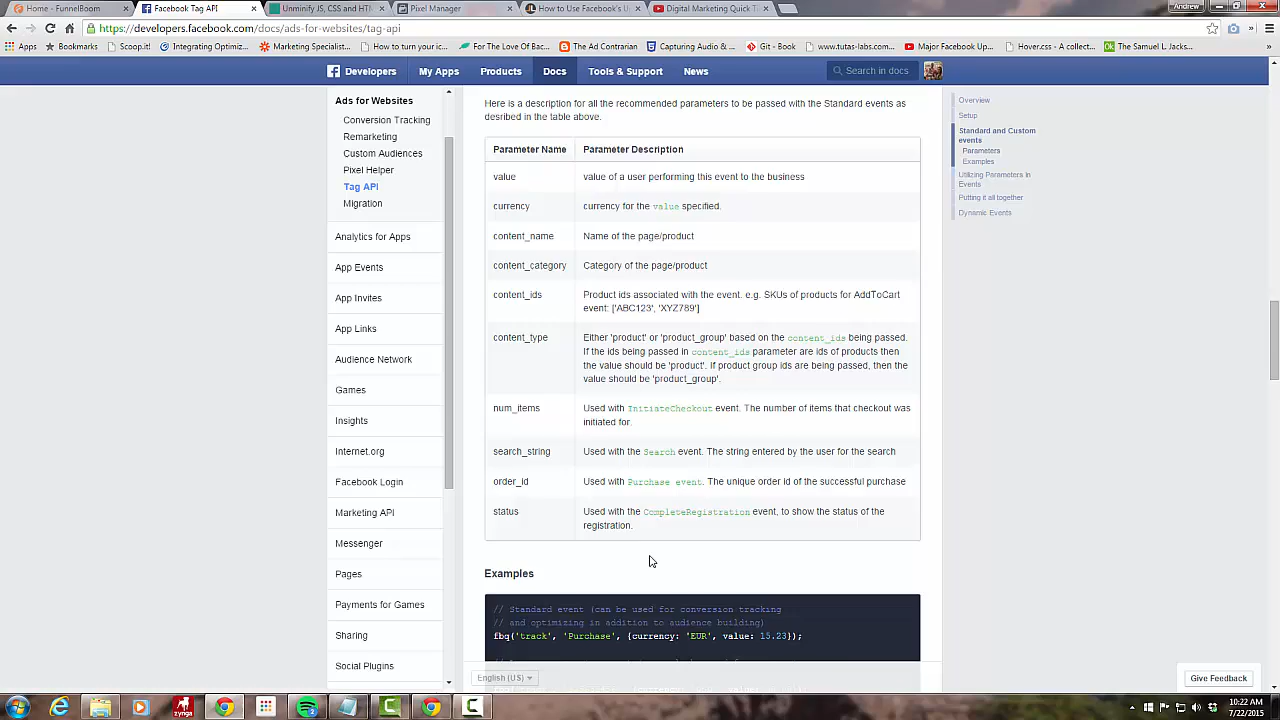 Home - FunnelBoom
Facebook Tag API
Unminify JS, CSS and HTM
Pixel Manager
How to Use Facebook's U
Digital Marketing Quick T
Andrew
https://developers.facebook.com/docs/ads-for-websites/tag-api
Apps
Bookmarks
Scoop.it!
Integrating Optimiz...
Marketing Specialist...
How to turn your ic...
For The Love Of Bac...
The Ad Contrarian
Capturing Audio &...
Git - Book
www.tutas-labs.com...
Major Facebook Up...
Hover.css - A collect...
The Samuel L. Jacks...
»
Developers
My Apps
Products
Docs
Tools & Support
News
Search in docs
Ads for Websites
Conversion Tracking
Remarketing
Custom Audiences
Pixel Helper
Tag API
Migration
Analytics for Apps
App Events
App Invites
App Links
Audience Network
Games
Insights
Internet.org
Facebook Login
Marketing API
Messenger
Pages
Payments for Games
Sharing
Social Plugins
Here is a description for all the recommended parameters to be passed with the Standard events as
desribed in the table above.
Parameter Name Parameter Description
value value of a user performing this event to the business
currency currency for the value specified.
content_name Name of the page/product
content_category Category of the page/product
content_ids Product ids associated with the event. e.g. SKUs of products for AddToCart
event: ['ABC123', 'XYZ789']
content_type Either 'product' or 'product_group' based on the content_ids being passed.
If the ids being passed in content_ids parameter are ids of products then
the value should be 'product'. If product group ids are being passed, then the
value should be 'product_group'.
num_items Used with InitiateCheckout event. The number of items that checkout was
initiated for.
search_string Used with the Search event. The string entered by the user for the search
order_id Used with Purchase event. The unique order id of the successful purchase
status Used with the CompleteRegistration event, to show the status of the
registration.
Examples
// Standard event (can be used for conversion tracking
// and optimizing in addition to audience building)
fbq('track', 'Purchase', {currency: 'EUR', value: 15.23});
English (US)
Overview
Setup
Standard and Custom
events
Parameters
Examples
Utilizing Parameters in
Events
Putting it all together
Dynamic Events
Give Feedback
zynga
10:22 AM
7/22/2015